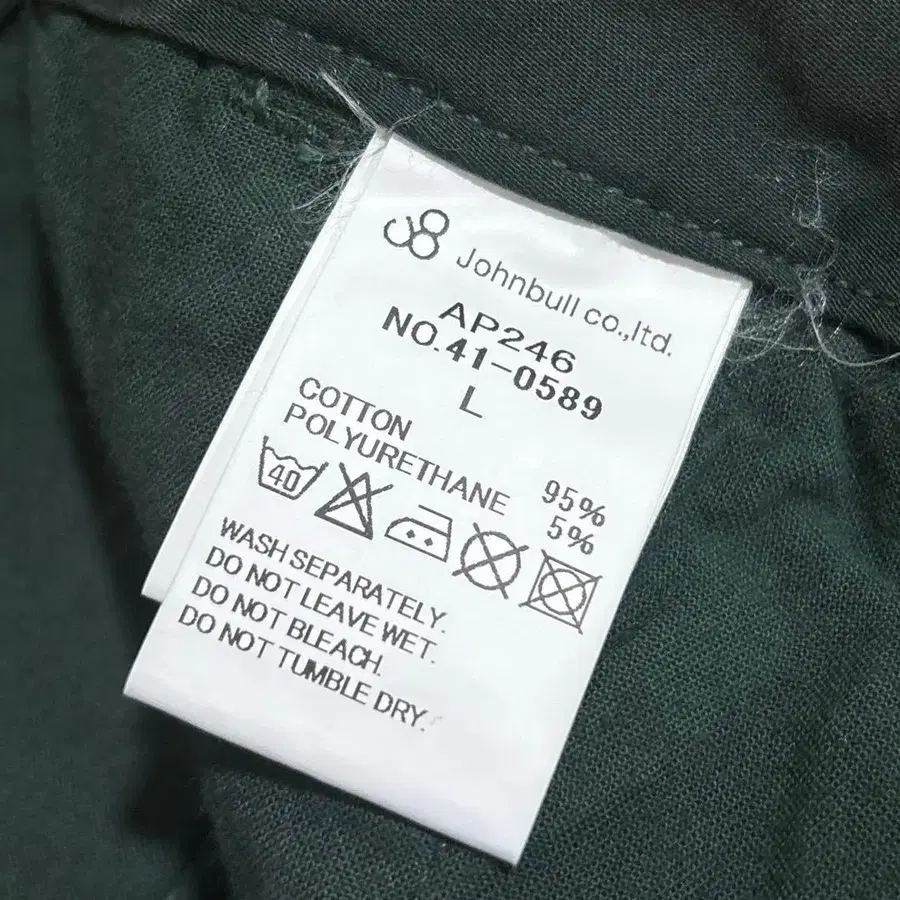 Johnbull co.,ltd.
AP246
NO.41-0589
L
COTTON 95%
POLYURETHANE 5%
40
WASH SEPARATELY.
DO NOT LEAVE WET.
DO NOT BLEACH.
DO NOT TUMBLE DRY.